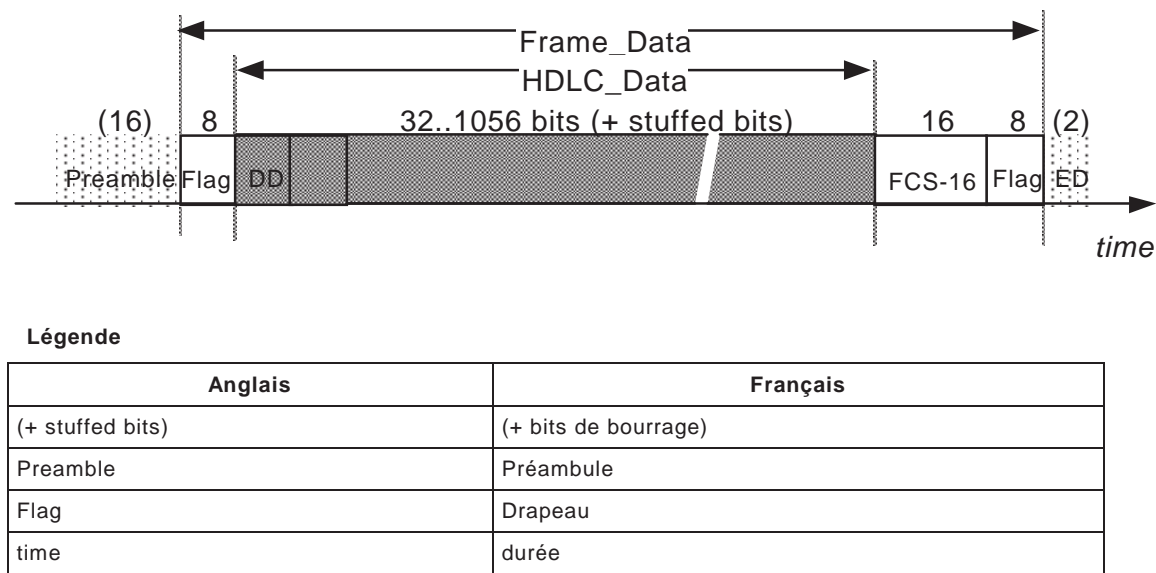 Frame_Data
HDLC_Data
(16) 8 32..1056 bits (+ stuffed bits) 16 8 (2)
Preamble Flag DD FCS-16 Flag ED
time
Légende
Anglais Français
(+ stuffed bits) (+ bits de bourrage)
Preamble Préambule
Flag Drapeau
time durée